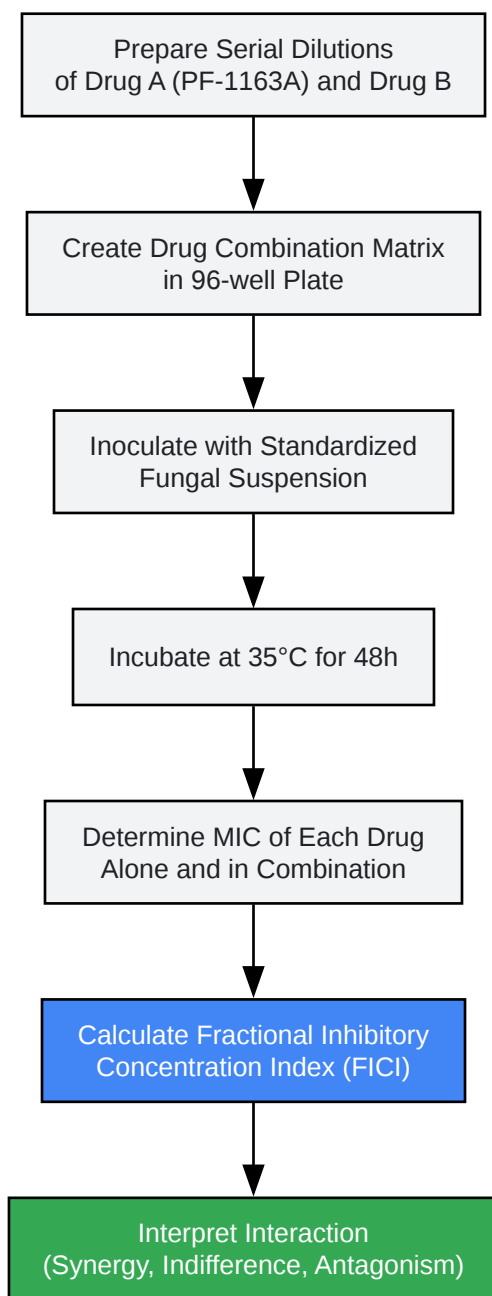 Prepare Serial Dilutions
of Drug A (PF-1163A) and Drug B
Create Drug Combination Matrix
in 96-well Plate
Inoculate with Standardized
Fungal Suspension
Incubate at 35°C for 48h
Determine MIC of Each Drug
Alone and in Combination
Calculate Fractional Inhibitory
Concentration Index (FICI)
Interpret Interaction
(Synergy, Indifference, Antagonism)